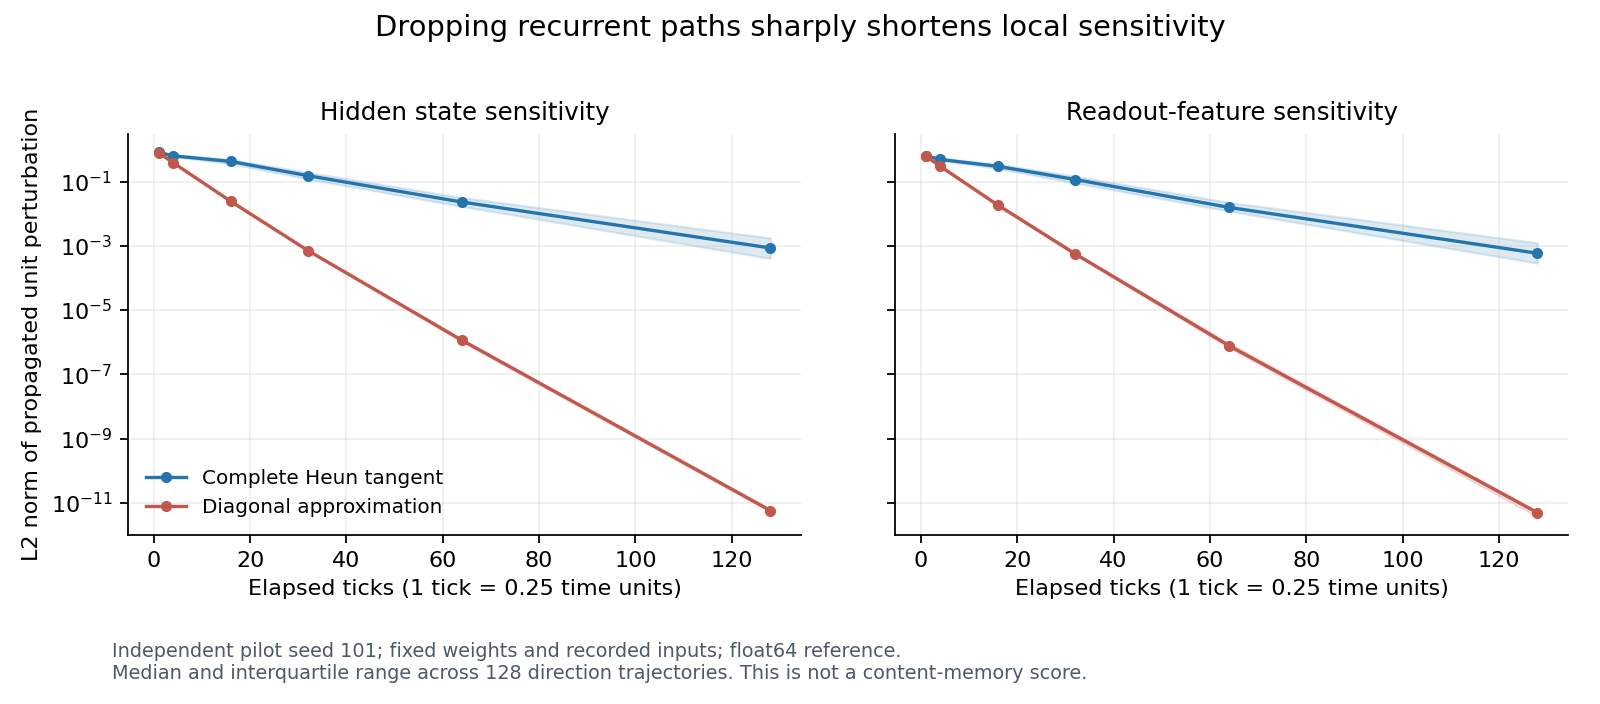 Dropping recurrent paths sharply shortens local sensitivity
Hidden state sensitivity
L2 norm of propagated unit perturbation
10⁻¹
10⁻³
10⁻⁵
10⁻⁷
10⁻⁹
10⁻¹¹
Complete Heun tangent
Diagonal approximation
0 20 40 60 80 100 120
Elapsed ticks (1 tick = 0.25 time units)
Readout-feature sensitivity
0 20 40 60 80 100 120
Elapsed ticks (1 tick = 0.25 time units)
Independent pilot seed 101; fixed weights and recorded inputs; float64 reference.
Median and interquartile range across 128 direction trajectories. This is not a content-memory score.